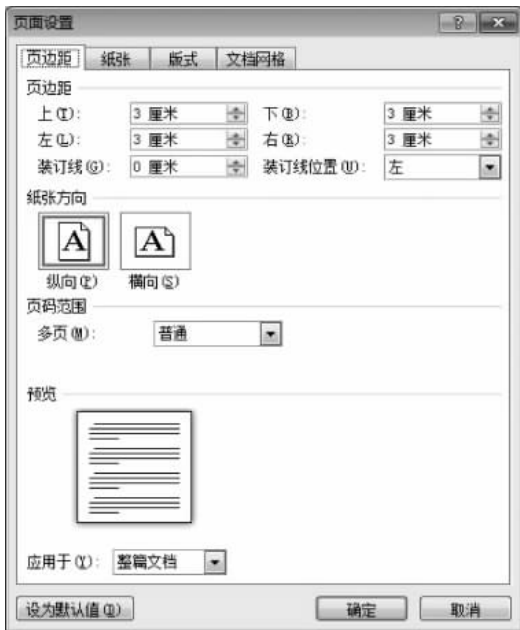 页面设置
页边距 纸张 版式 文档网格
页边距
上(T): 3 厘米 下(B): 3 厘米
左(L): 3 厘米 右(R): 3 厘米
装订线(G): 0 厘米 装订线位置(U): 左
纸张方向
A A
纵向(P) 横向(S)
页码范围
多页(M): 普通
预览
应用于(Y): 整篇文档
设为默认值(D) 确定 取消